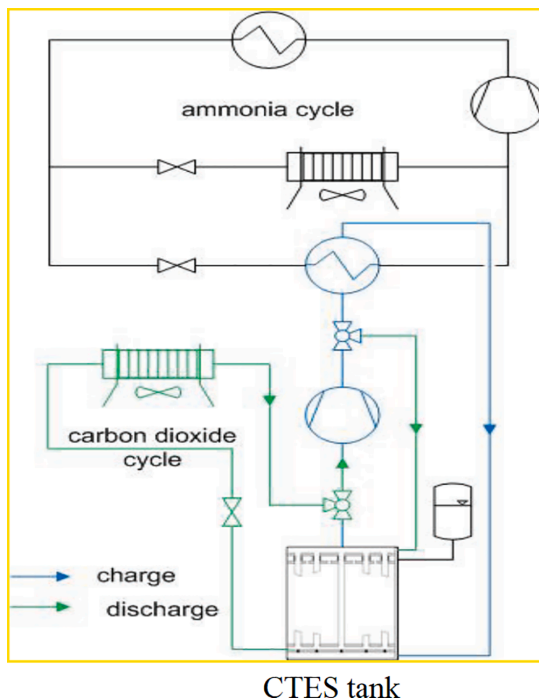 ammonia cycle
carbon dioxide
cycle
charge
discharge
CTES tank